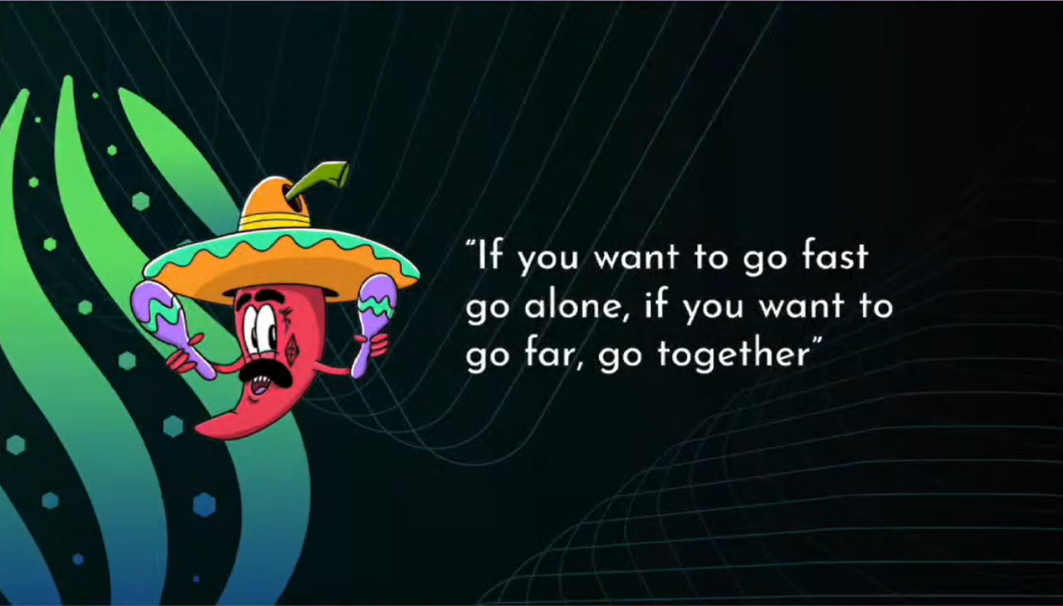 “If you want to go fast
go alone, if you want to
go far, go together”